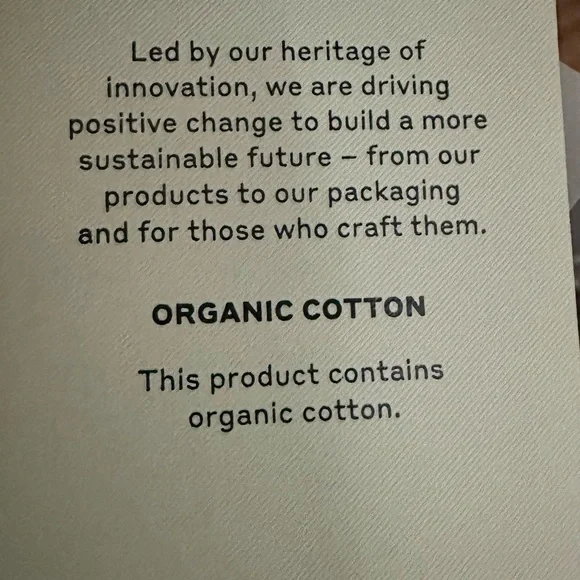 Led by our heritage of
innovation, we are driving
positive change to build a more
sustainable future – from our
products to our packaging
and for those who craft them.
ORGANIC COTTON
This product contains
organic cotton.